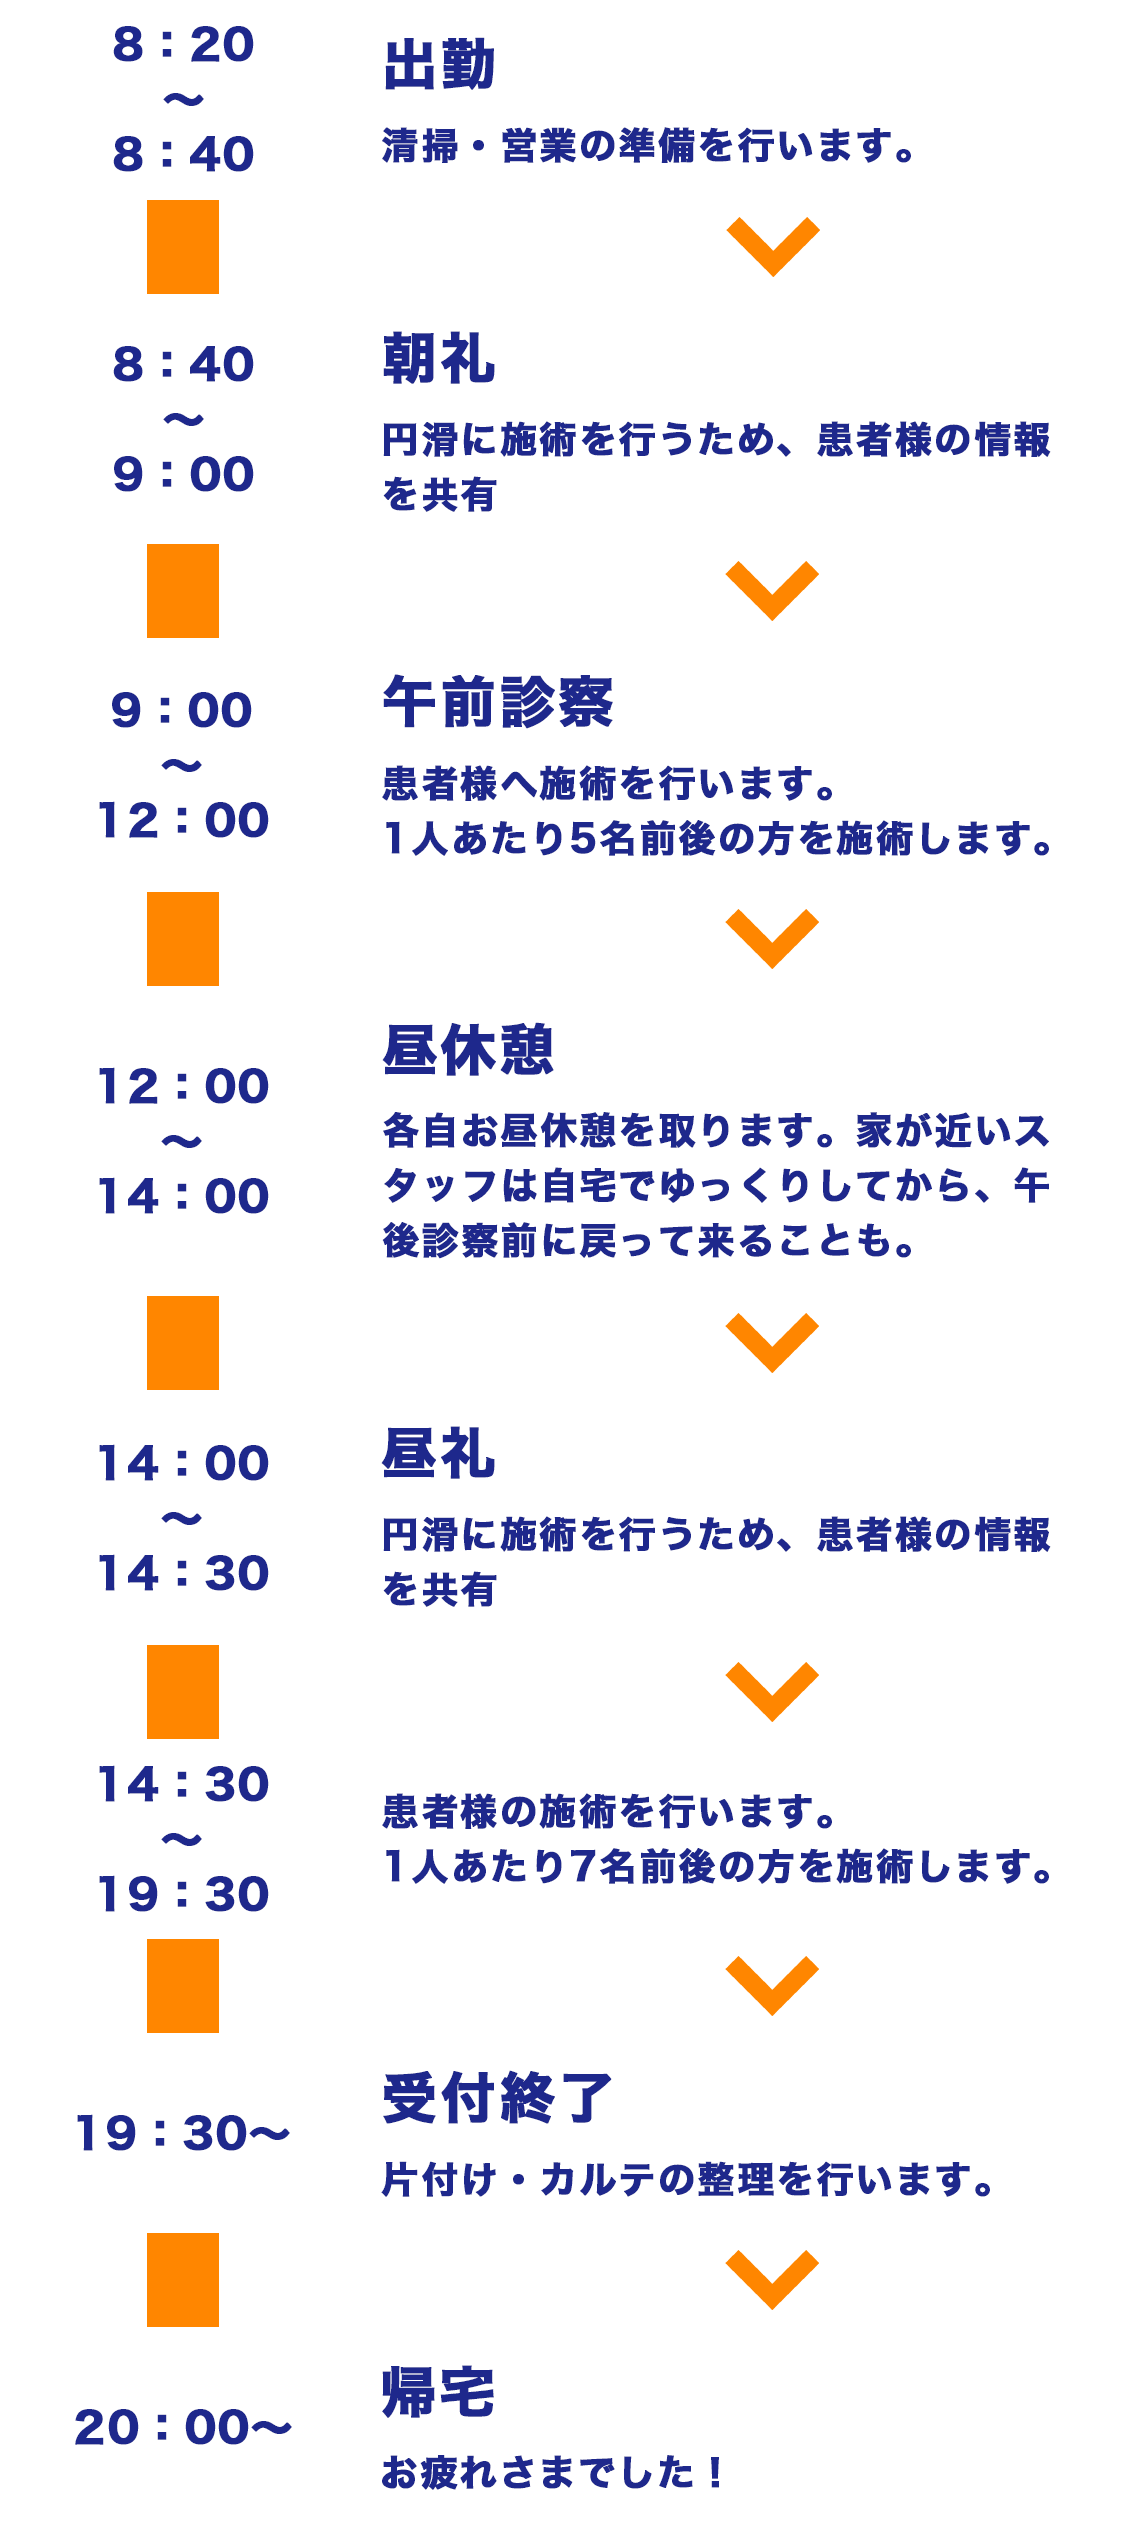 8：20
〜
8：40
出勤
清掃・営業の準備を行います。
8：40
〜
9：00
朝礼
円滑に施術を行うため、患者様の情報
を共有
9：00
〜
12：00
午前診察
患者様へ施術を行います。
1人あたり5名前後の方を施術します。
12：00
〜
14：00
昼休憩
各自お昼休憩を取ります。家が近いス
タッフは自宅でゆっくりしてから、午
後診察前に戻って来ることも。
14：00
〜
14：30
昼礼
円滑に施術を行うため、患者様の情報
を共有
14：30
〜
19：30
患者様の施術を行います。
1人あたり7名前後の方を施術します。
19：30〜
受付終了
片付け・カルテの整理を行います。
20：00〜
帰宅
お疲れさまでした！